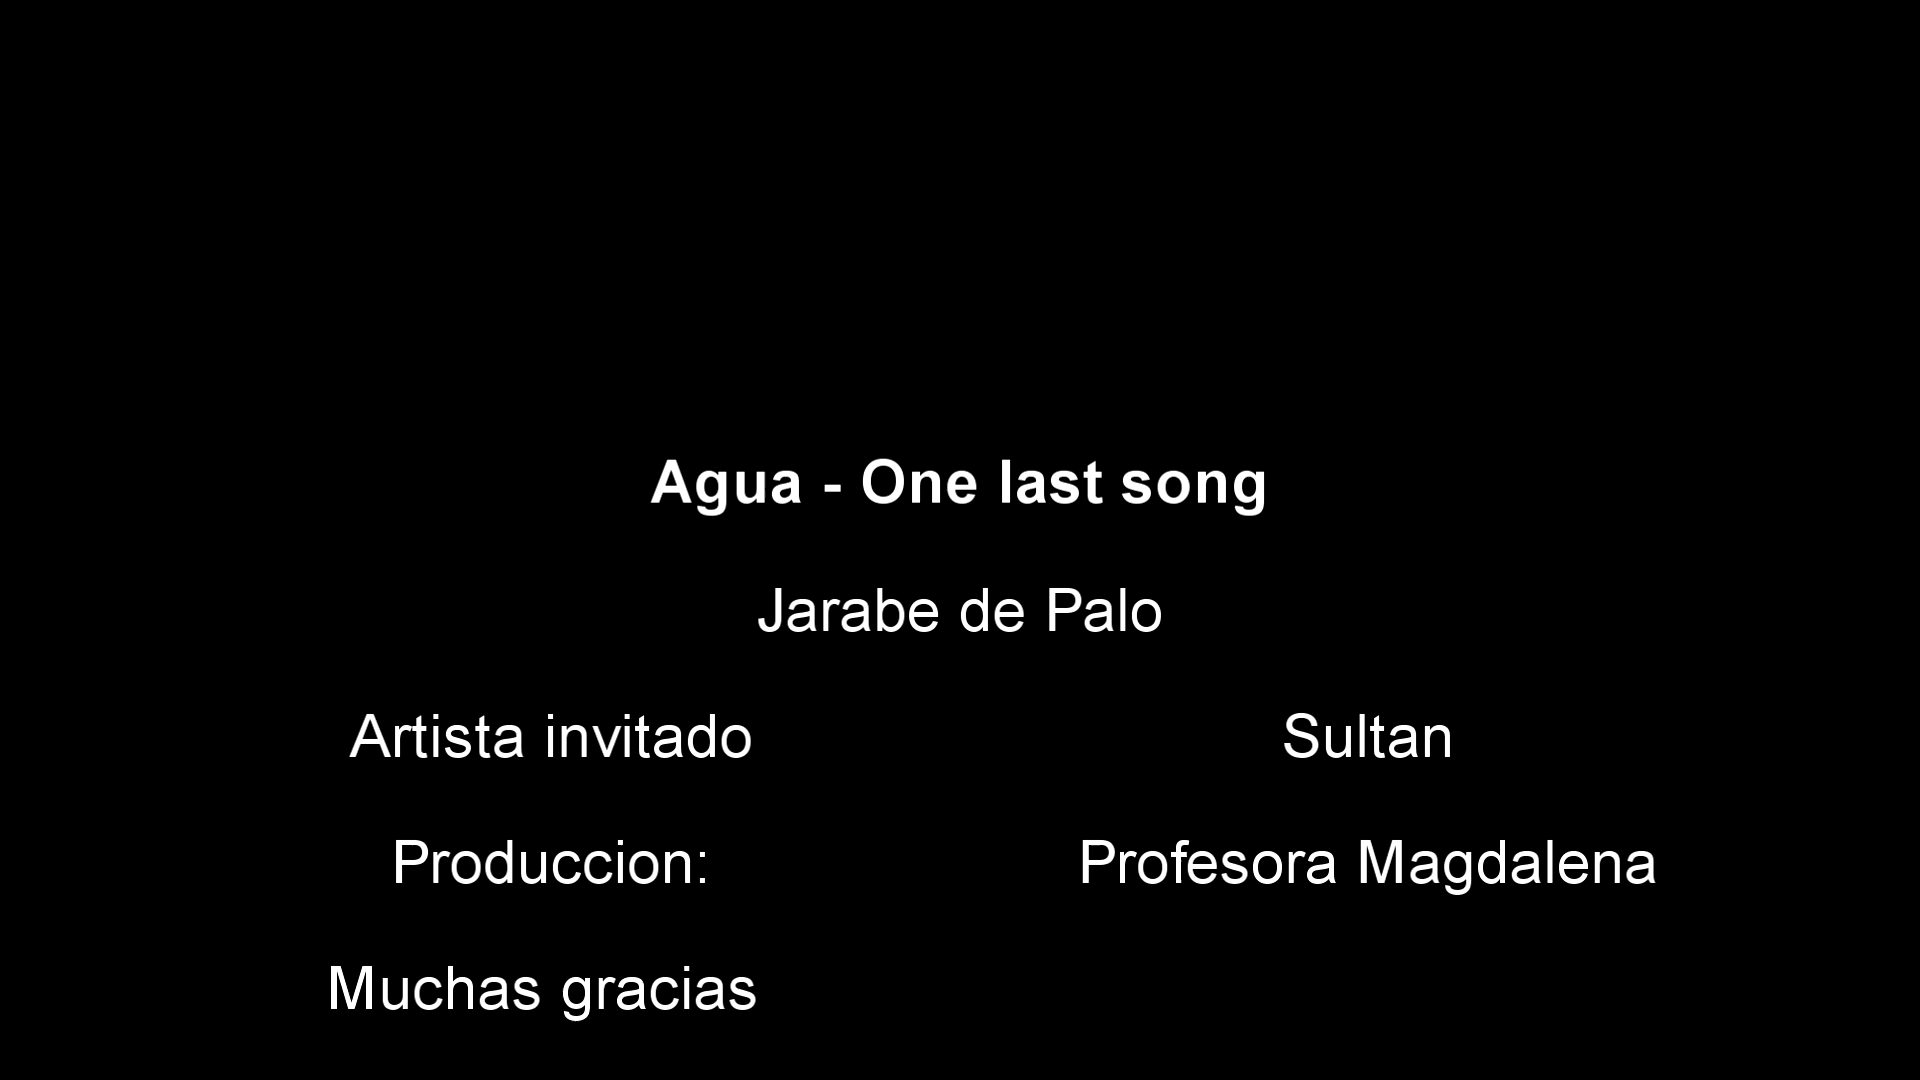 Agua - One last song
Jarabe de Palo
Artista invitado Sultan
Produccion: Profesora Magdalena
Muchas gracias